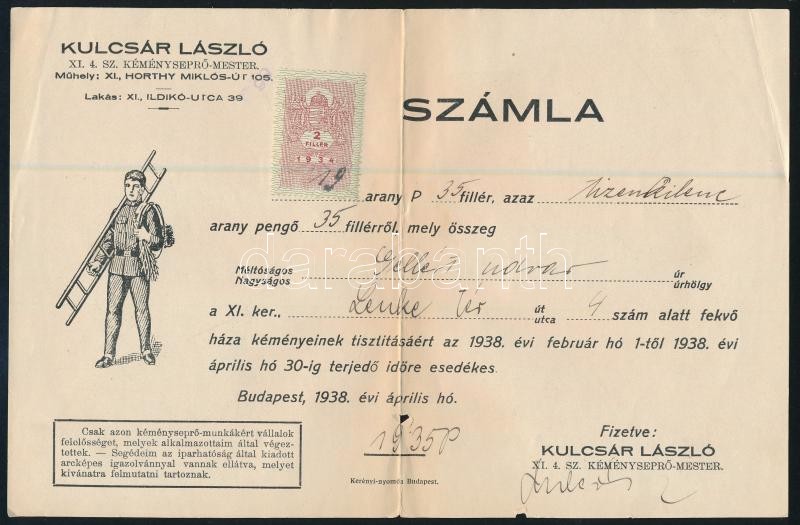 KULCSÁR LÁSZLÓ
XI. 4. SZ. KÉMÉNYSEPRŐ-MESTER.
Műhely: XI., HORTHY MIKLÓS-ÚT 105.
Lakás: XI., ILDIKÓ-UTCA 39
SZÁMLA
2
FILLÉR
1934
19 arany P 35 fillér, azaz tizenkilenc
arany pengő 35 fillérről, mely összeg
Méltóságos
Nagyságos
Gellért udvar
úr
úrhölgy
a XI. ker., Lenke tér
út
utca
4 szám alatt fekvő
háza kéményeinek tisztításáért az 1938. évi február hó 1-től 1938. évi
április hó 30-ig terjedő időre esedékes.
Budapest, 1938. évi április hó.
Csak azon kéményseprő-munkákért vállalok
felelősséget, melyek alkalmazottaim által végez-
tettek. — Segédeim az iparhatóság által kiadott
arcképes igazolvánnyal vannak ellátva, melyet
kívánatra felmutatni tartoznak.
19·35P
Fizetve:
KULCSÁR LÁSZLÓ
XI. 4. SZ. KÉMÉNYSEPRŐ-MESTER.
Kerényi-nyomda Budapest.
darabanth